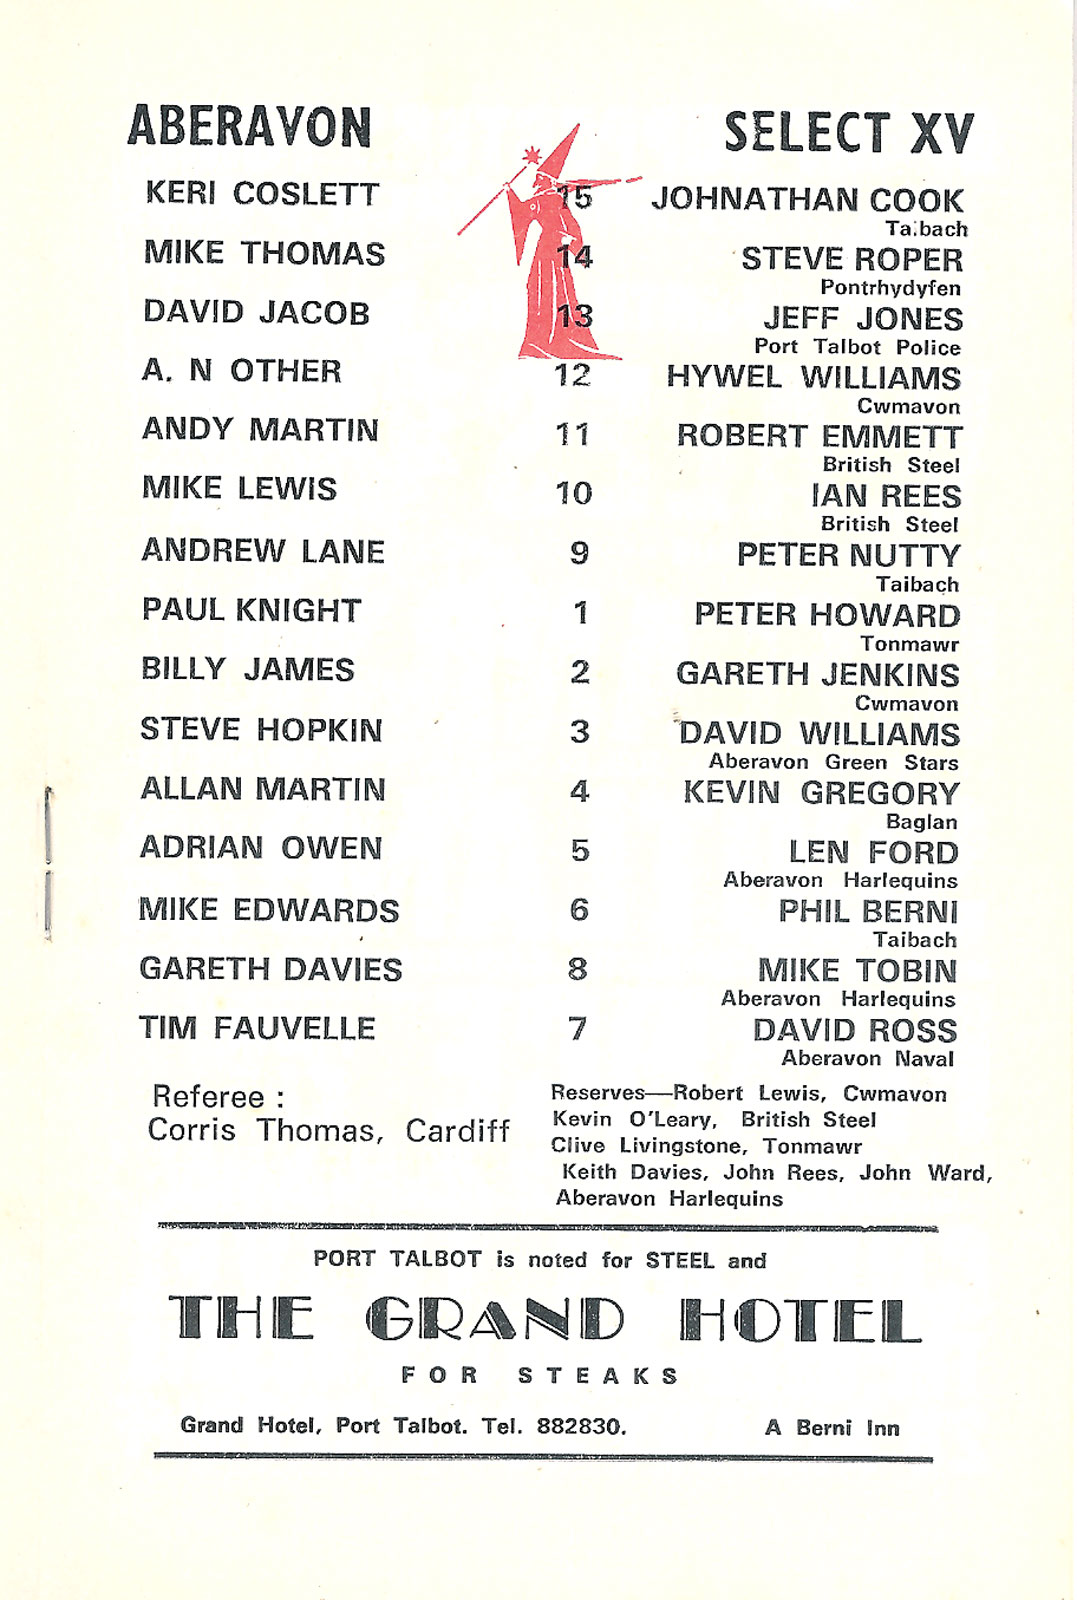 ABERAVON SELECT XV
KERI COSLETT 15 JOHNATHAN COOK
Taibach
MIKE THOMAS 14 STEVE ROPER
Pontrhydyfen
DAVID JACOB 13 JEFF JONES
Port Talbot Police
A. N OTHER 12 HYWEL WILLIAMS
Cwmavon
ANDY MARTIN 11 ROBERT EMMETT
British Steel
MIKE LEWIS 10 IAN REES
British Steel
ANDREW LANE 9 PETER NUTTY
Taibach
PAUL KNIGHT 1 PETER HOWARD
Tonmawr
BILLY JAMES 2 GARETH JENKINS
Cwmavon
STEVE HOPKIN 3 DAVID WILLIAMS
Aberavon Green Stars
ALLAN MARTIN 4 KEVIN GREGORY
Baglan
ADRIAN OWEN 5 LEN FORD
Aberavon Harlequins
MIKE EDWARDS 6 PHIL BERNI
Taibach
GARETH DAVIES 8 MIKE TOBIN
Aberavon Harlequins
TIM FAUVELLE 7 DAVID ROSS
Aberavon Naval
Referee :
Corris Thomas, Cardiff
Reserves—Robert Lewis, Cwmavon
Kevin O'Leary, British Steel
Clive Livingstone, Tonmawr
Keith Davies, John Rees, John Ward,
Aberavon Harlequins
PORT TALBOT is noted for STEEL and
THE GRAND HOTEL
FOR STEAKS
Grand Hotel, Port Talbot. Tel. 882830. A Berni Inn